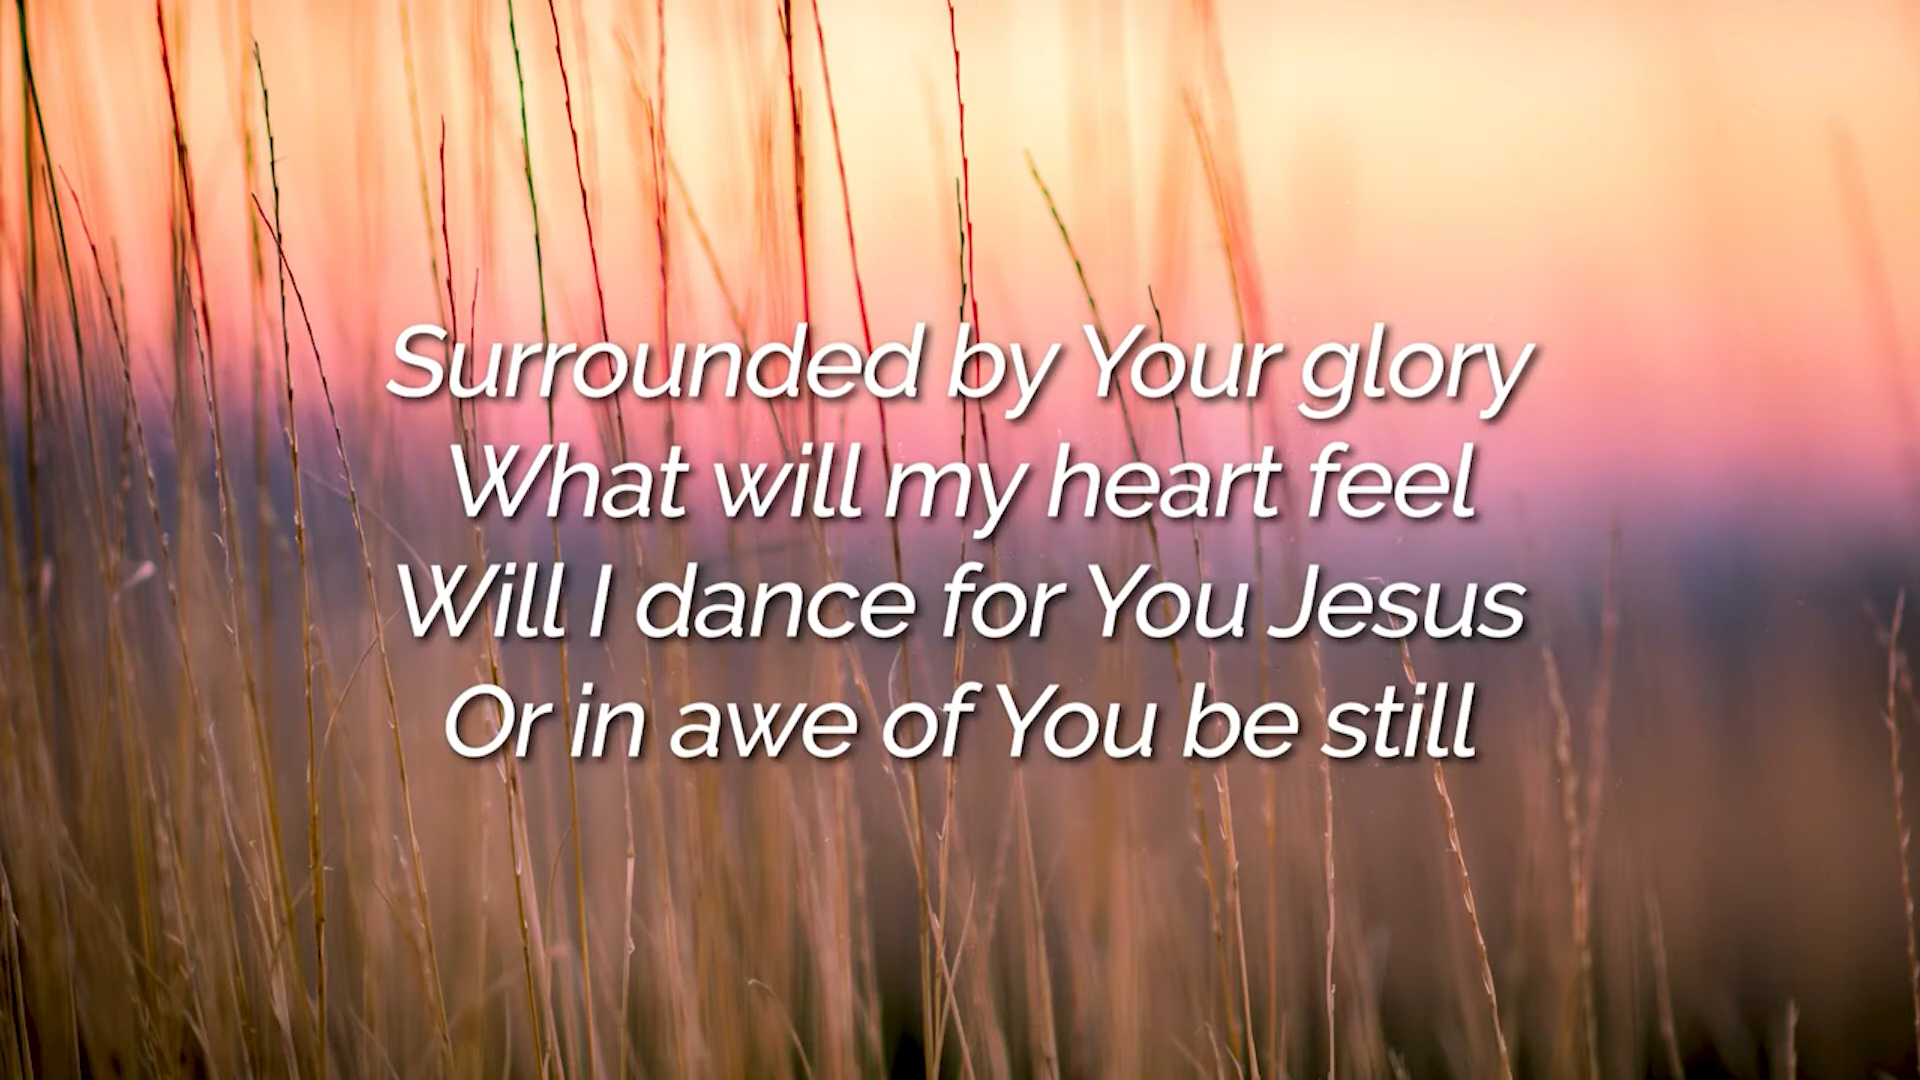 Surrounded by Your glory
What will my heart feel
Will I dance for You Jesus
Or in awe of You be still